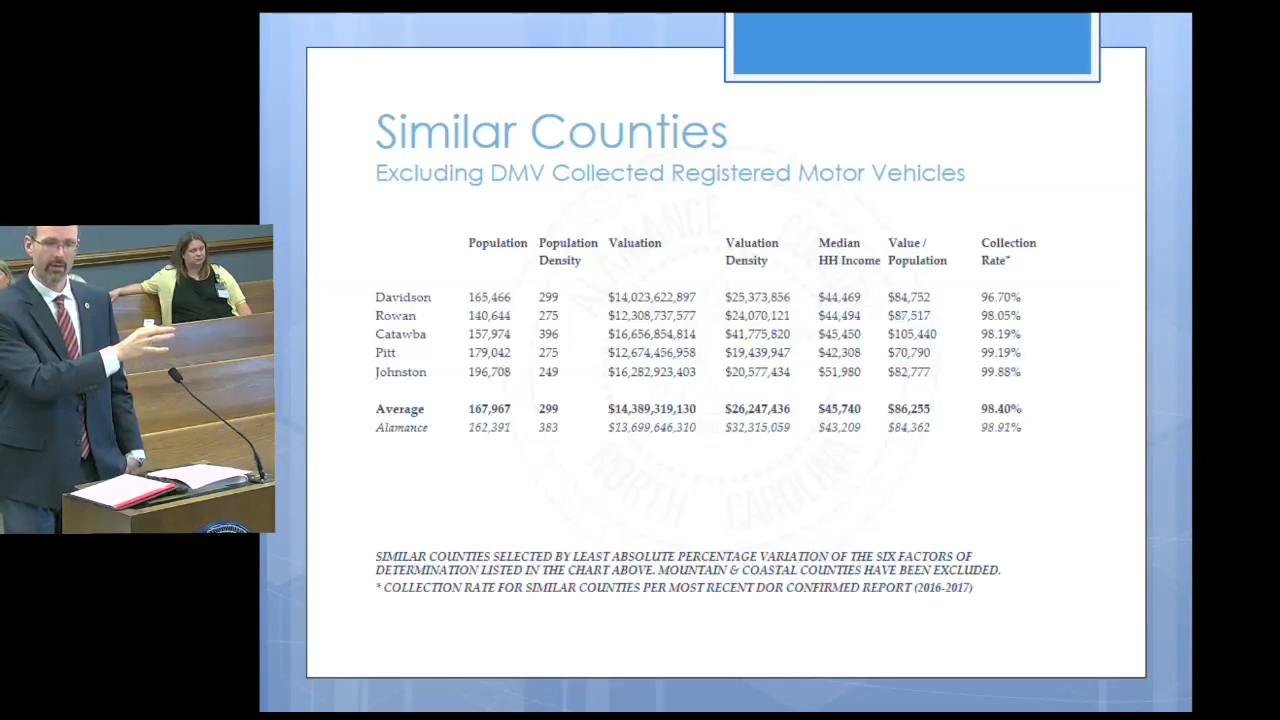 Similar Counties
Excluding DMV Collected Registered Motor Vehicles
Population Population Valuation Valuation Median Value / Collection
Density Density HH Income Population Rate*
Davidson 165,466 299 $14,023,622,897 $25,373,856 $44,469 $84,752 96.70%
Rowan 140,644 275 $12,308,737,577 $24,070,121 $44,494 $87,517 98.05%
Catawba 157,974 396 $16,656,854,814 $41,775,820 $45,450 $105,440 98.19%
Pitt 179,042 275 $12,674,456,958 $19,439,947 $42,308 $70,790 99.19%
Johnston 196,708 249 $16,282,923,403 $20,577,434 $51,980 $82,777 99.88%
Average 167,967 299 $14,389,319,130 $26,247,436 $45,740 $86,255 98.40%
Alamance 162,391 383 $13,699,646,310 $32,315,059 $43,209 $84,362 98.91%
ALAMANCE COUNTY
NORTH CAROLINA
SIMILAR COUNTIES SELECTED BY LEAST ABSOLUTE PERCENTAGE VARIATION OF THE SIX FACTORS OF
DETERMINATION LISTED IN THE CHART ABOVE. MOUNTAIN & COASTAL COUNTIES HAVE BEEN EXCLUDED.
* COLLECTION RATE FOR SIMILAR COUNTIES PER MOST RECENT DOR CONFIRMED REPORT (2016-2017)